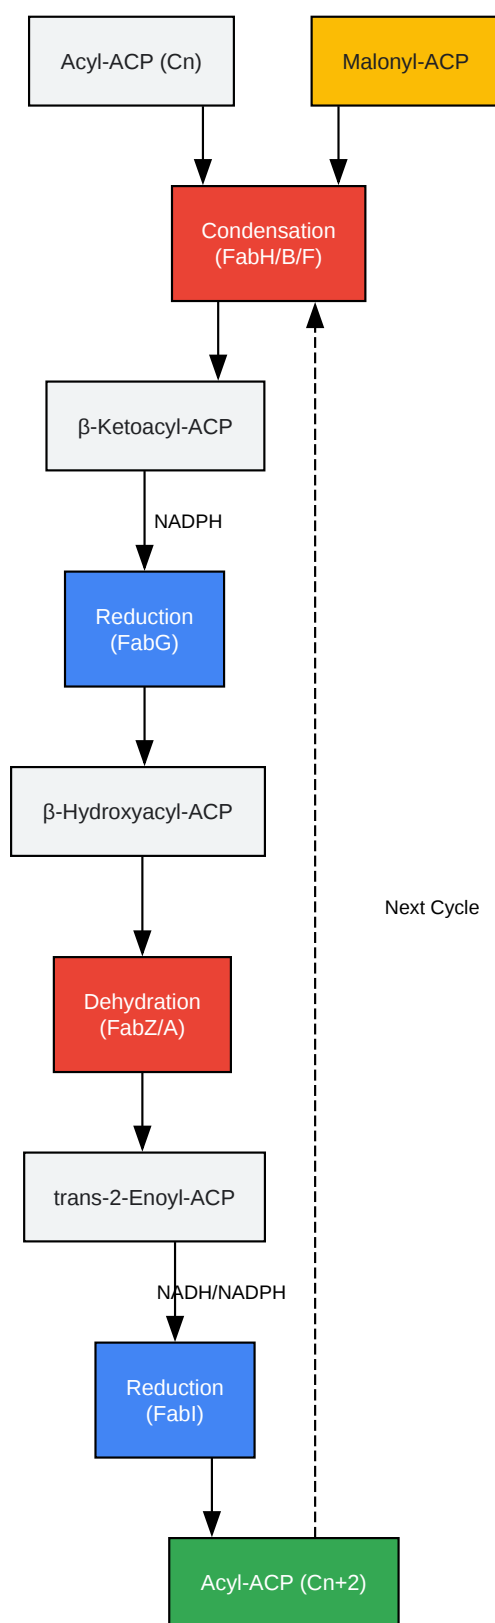 Acyl-ACP (Cn)
Malonyl-ACP
Condensation
(FabH/B/F)
β-Ketoacyl-ACP
NADPH
Reduction
(FabG)
β-Hydroxyacyl-ACP
Next Cycle
Dehydration
(FabZ/A)
trans-2-Enoyl-ACP
NADH/NADPH
Reduction
(FabI)
Acyl-ACP (Cn+2)